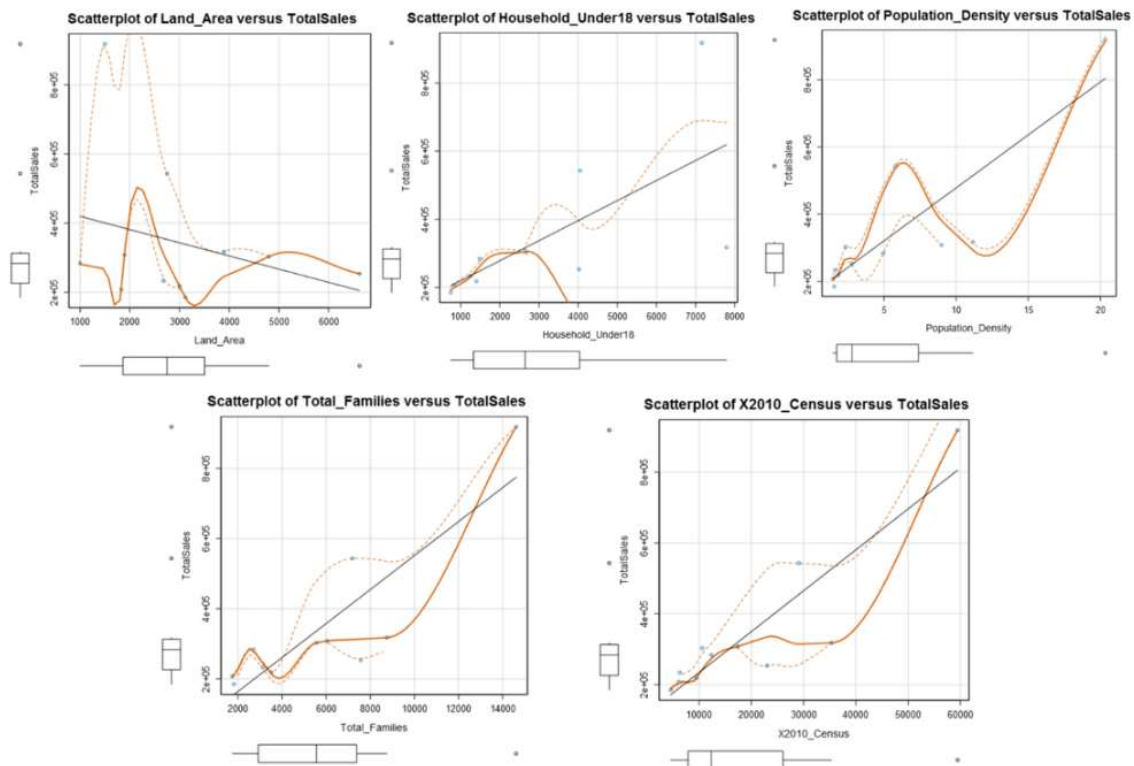 Scatterplot of Land_Area versus TotalSales
TotalSales
2e+05 4e+05 6e+05 8e+05
1000 2000 3000 4000 5000 6000
Land_Area
Scatterplot of Household_Under18 versus TotalSales
TotalSales
2e+05 4e+05 6e+05 8e+05
1000 2000 3000 4000 5000 6000 7000 8000
Household_Under18
Scatterplot of Population_Density versus TotalSales
TotalSales
2e+05 4e+05 6e+05 8e+05
5 10 15 20
Population_Density
Scatterplot of Total_Families versus TotalSales
TotalSales
2e+05 4e+05 6e+05 8e+05
2000 4000 6000 8000 10000 12000 14000
Total_Families
Scatterplot of X2010_Census versus TotalSales
TotalSales
2e+05 4e+05 6e+05 8e+05
10000 20000 30000 40000 50000 60000
X2010_Census